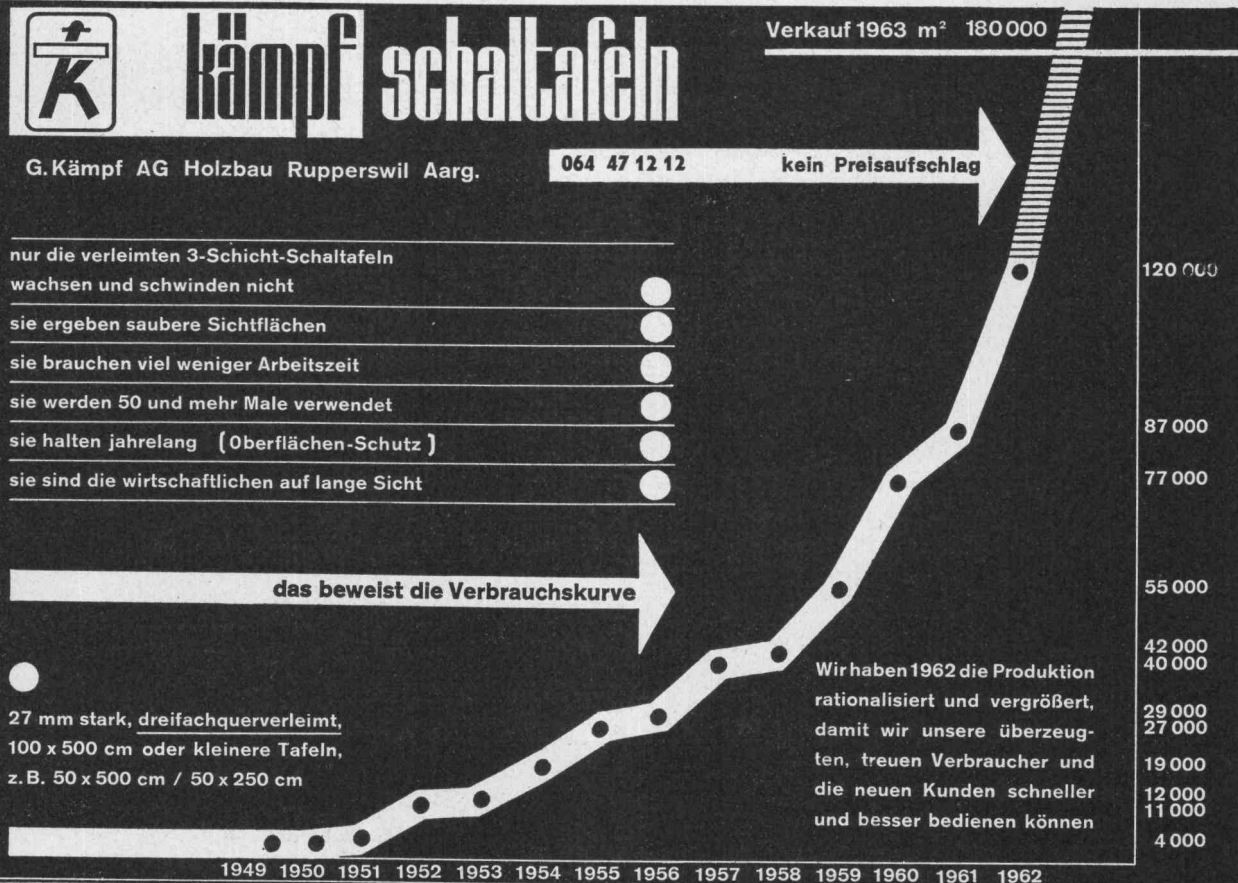 kämpf schaltafeln
Verkauf 1963 m² 180 000
G. Kämpf AG Holzbau Rupperswil Aarg.
064 47 12 12 kein Preisaufschlag
nur die verleimten 3-Schicht-Schaltafeln
wachsen und schwinden nicht
sie ergeben saubere Sichtflächen
sie brauchen viel weniger Arbeitszeit
sie werden 50 und mehr Male verwendet
sie halten jahrelang (Oberflächen-Schutz)
sie sind die wirtschaftlichen auf lange Sicht
das beweist die Verbrauchskurve
27 mm stark, dreifachquerverleimt,
100 x 500 cm oder kleinere Tafeln,
z.B. 50 x 500 cm / 50 x 250 cm
Wir haben 1962 die Produktion
rationalisiert und vergrößert,
damit wir unsere überzeug-
ten, treuen Verbraucher und
die neuen Kunden schneller
und besser bedienen können
120 000
87 000
77 000
55 000
42 000
40 000
29 000
27 000
19 000
12 000
11 000
4 000
1949 1950 1951 1952 1953 1954 1955 1956 1957 1958 1959 1960 1961 1962